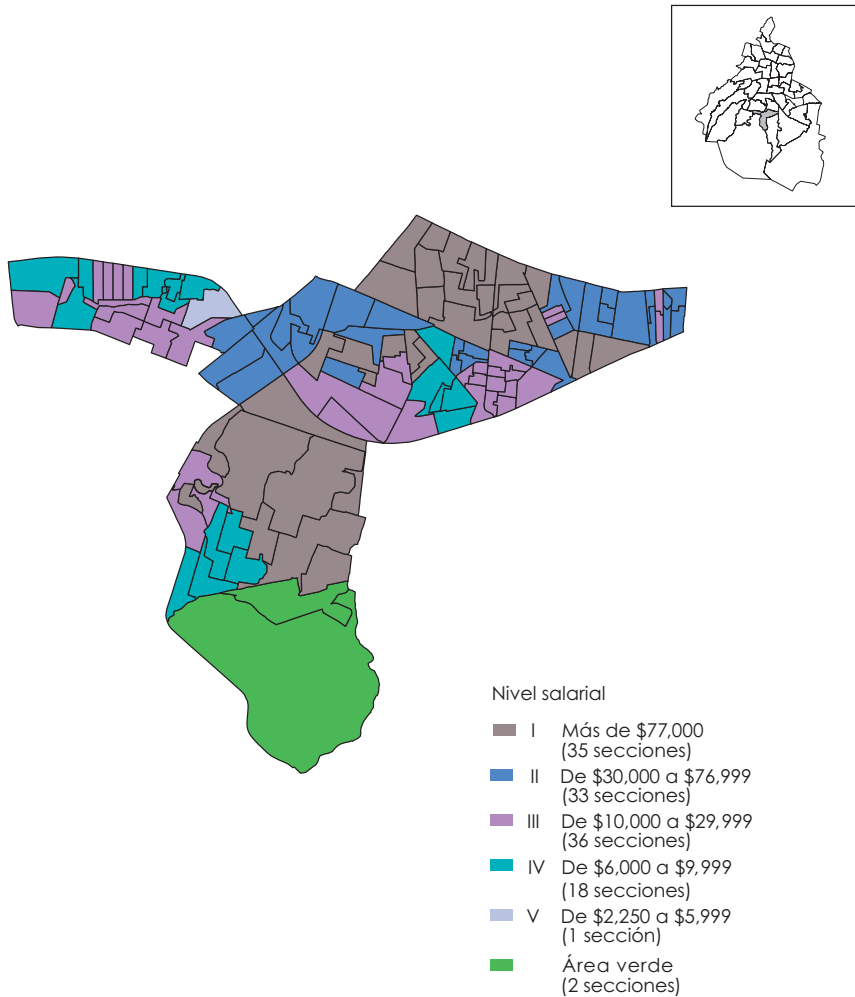 Nivel salarial
I Más de $77,000
(35 secciones)
II De $30,000 a $76,999
(33 secciones)
III De $10,000 a $29,999
(36 secciones)
IV De $6,000 a $9,999
(18 secciones)
V De $2,250 a $5,999
(1 sección)
Área verde
(2 secciones)